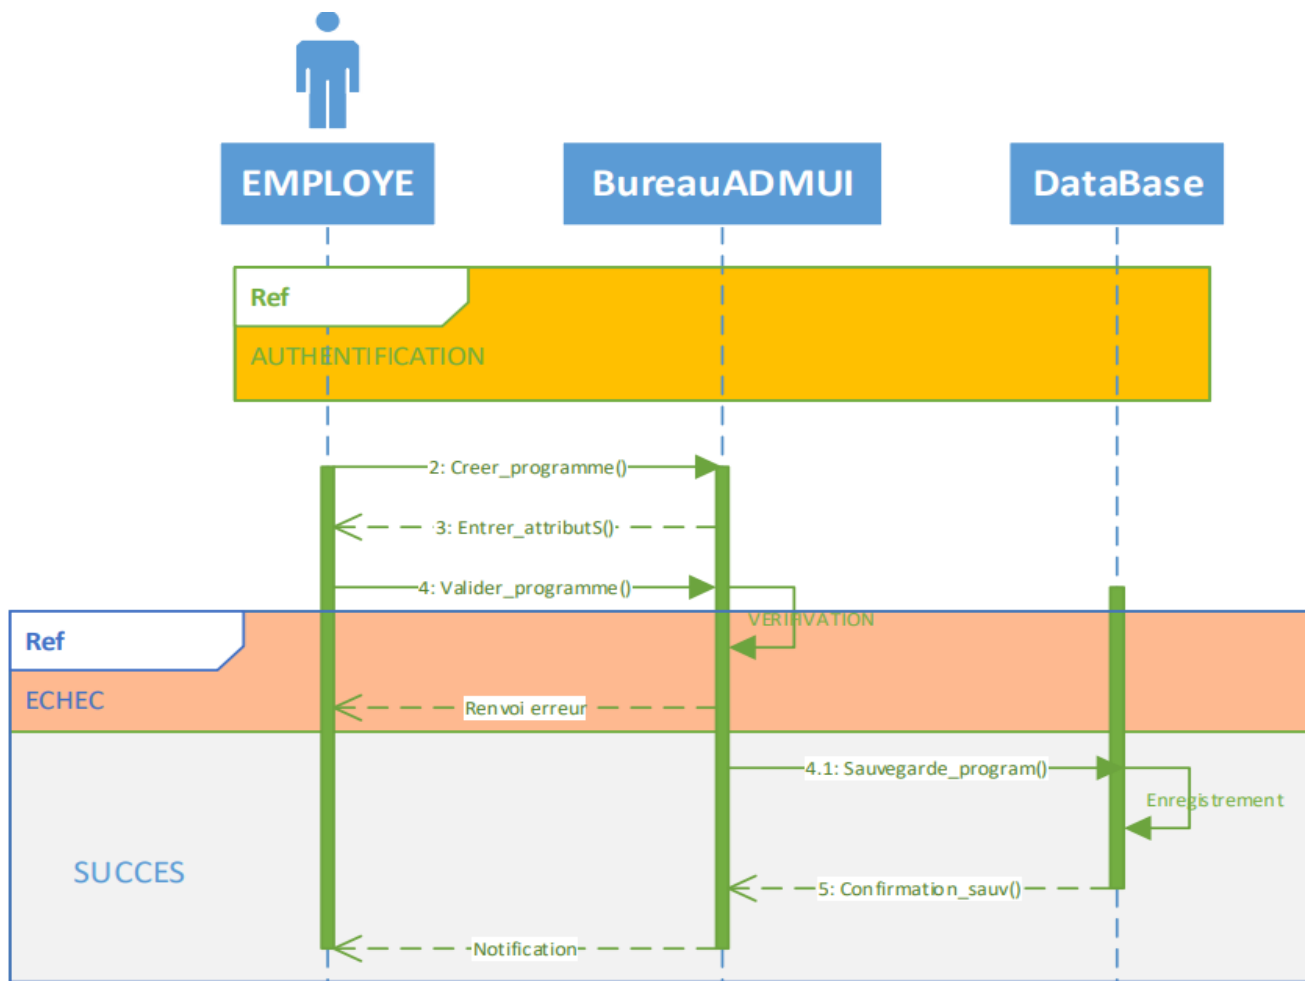 EMPLOYE
BureauADMUI
DataBase
Ref
AUTHENTIFICATION
2: Creer_programme()
3: Entrer_attributS()
4: Valider_programme()
VERIFIVATION
Ref
ECHEC
Renvoi erreur
4.1: Sauvegarde_program()
Enregistrement
SUCCES
5: Confirmation_sauv()
Notification